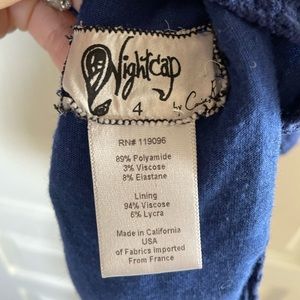 Nightcap
4
RN# 119096
89% Polyamide
3% Viscose
8% Elastane
Lining
94% Viscose
6% Lycra
Made in California
USA
of Fabrics Imported
From France